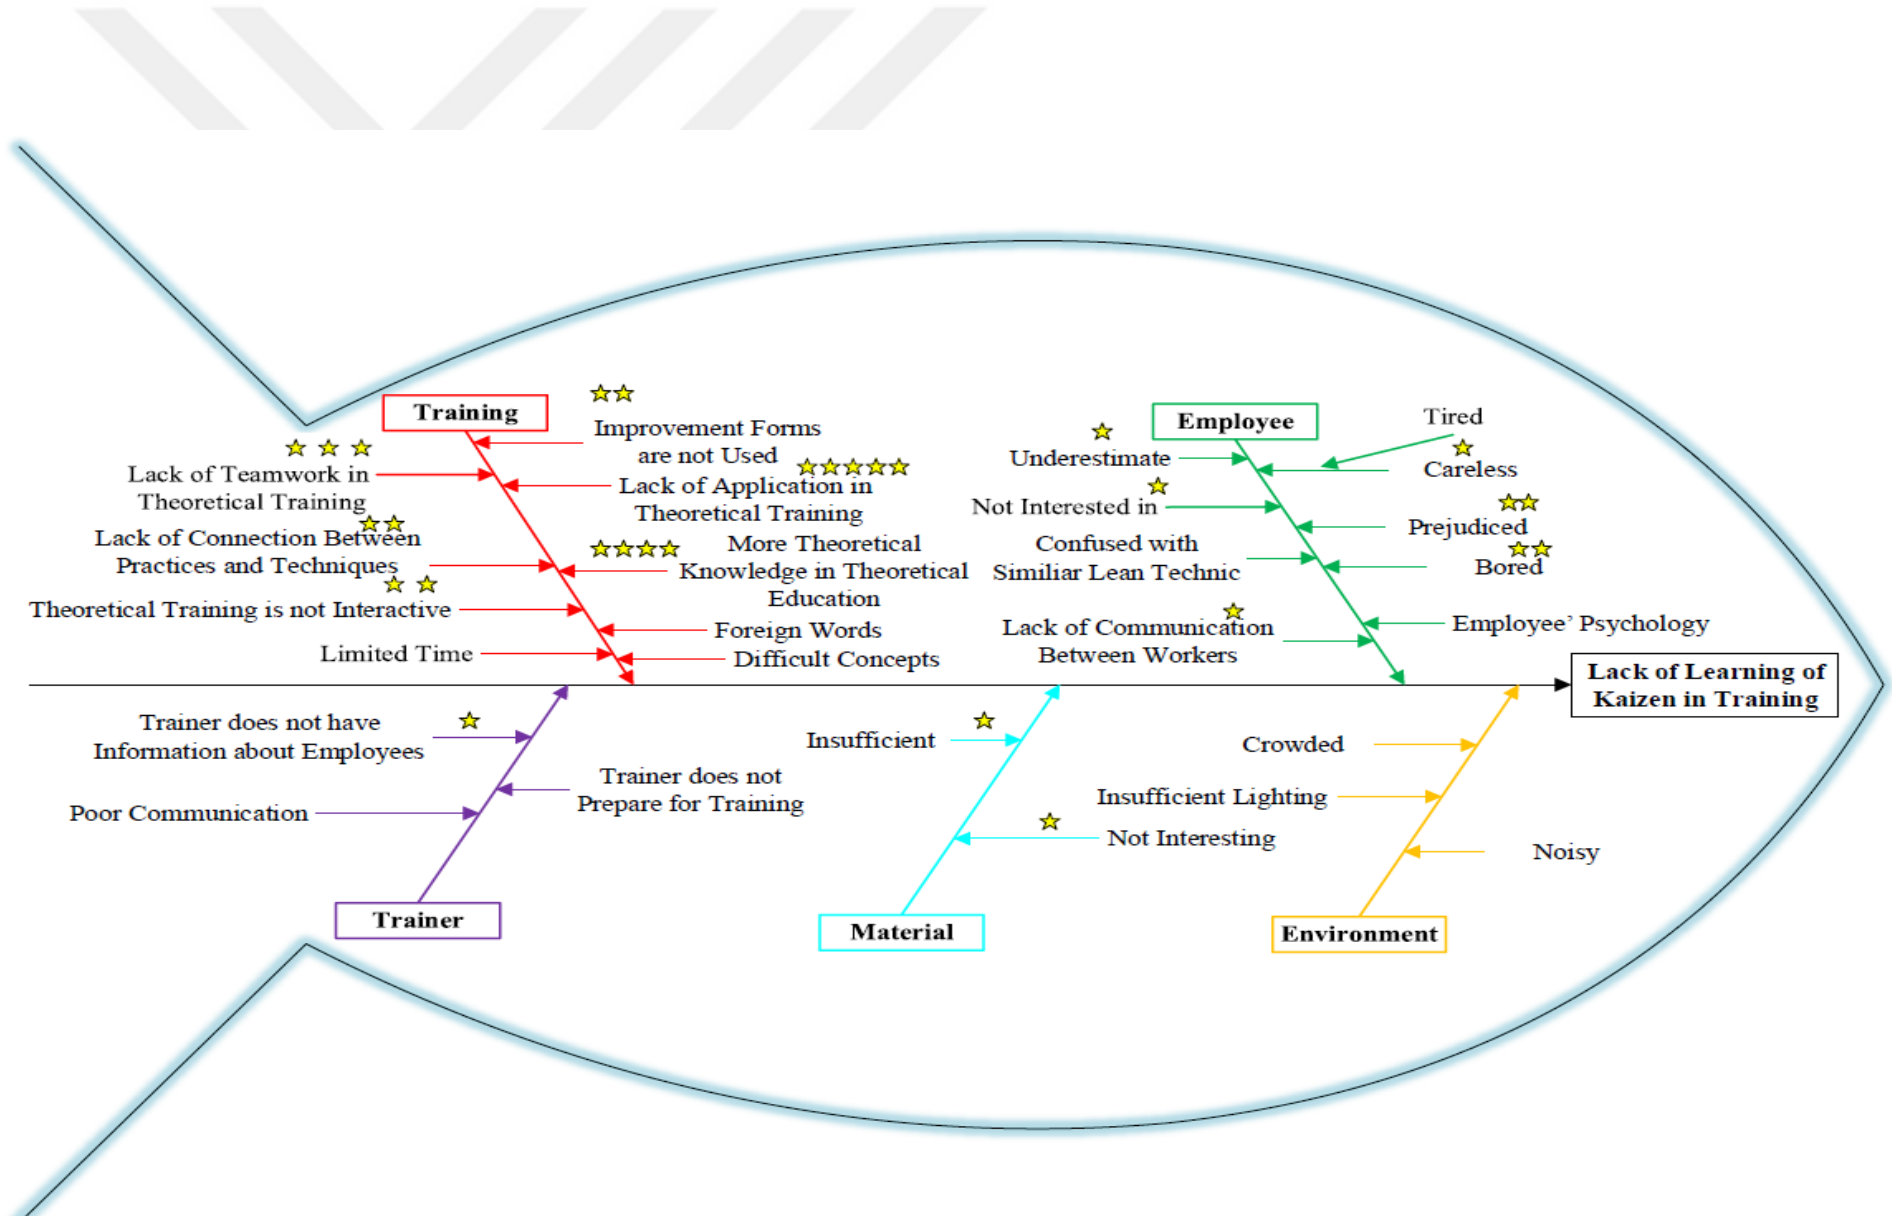 Training
Improvement Forms
are not Used
Lack of Teamwork in
Theoretical Training
Lack of Application in
Theoretical Training
Lack of Connection Between
Practices and Techniques
More Theoretical
Knowledge in Theoretical
Education
Theoretical Training is not Interactive
Foreign Words
Limited Time
Difficult Concepts
Employee
Tired
Underestimate
Careless
Not Interested in
Prejudiced
Confused with
Similiar Lean Technic
Bored
Lack of Communication
Between Workers
Employee’ Psychology
Lack of Learning of
Kaizen in Training
Trainer does not have
Information about Employees
Trainer does not
Prepare for Training
Poor Communication
Trainer
Insufficient
Not Interesting
Material
Crowded
Insufficient Lighting
Noisy
Environment